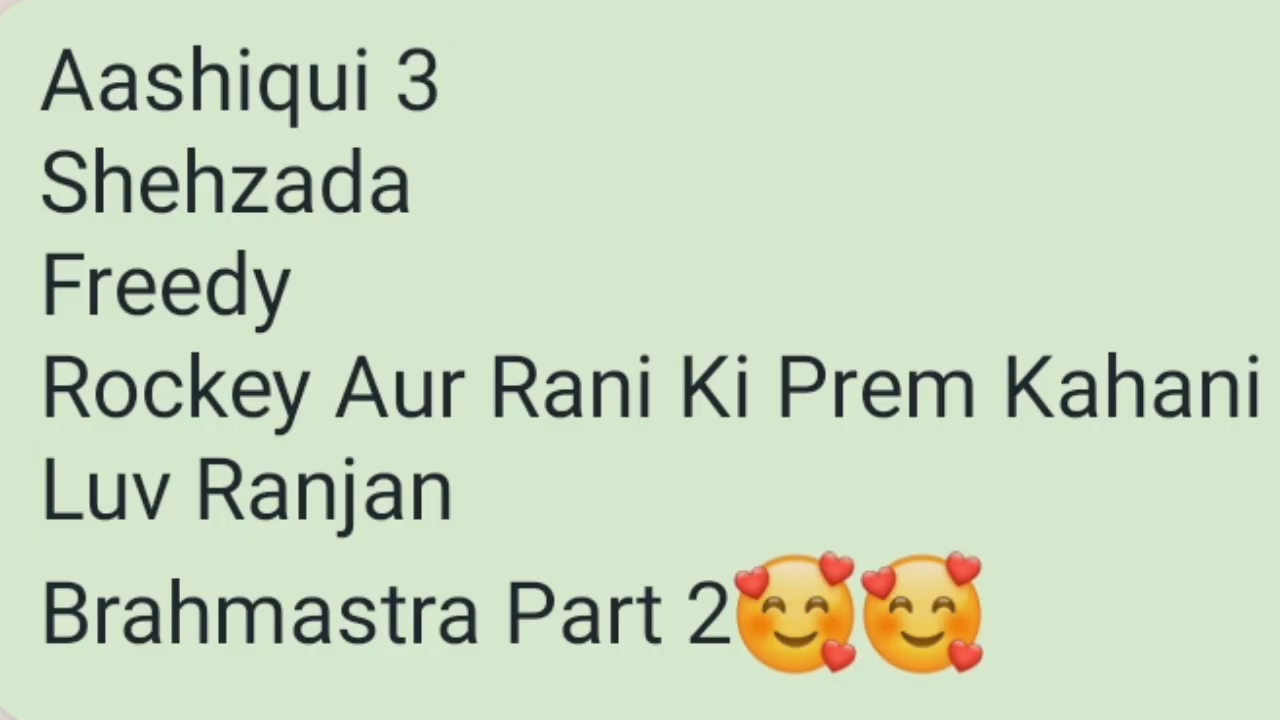 Aashiqui 3
Shehzada
Freedy
Rockey Aur Rani Ki Prem Kahani
Luv Ranjan
Brahmastra Part 2🥰🥰